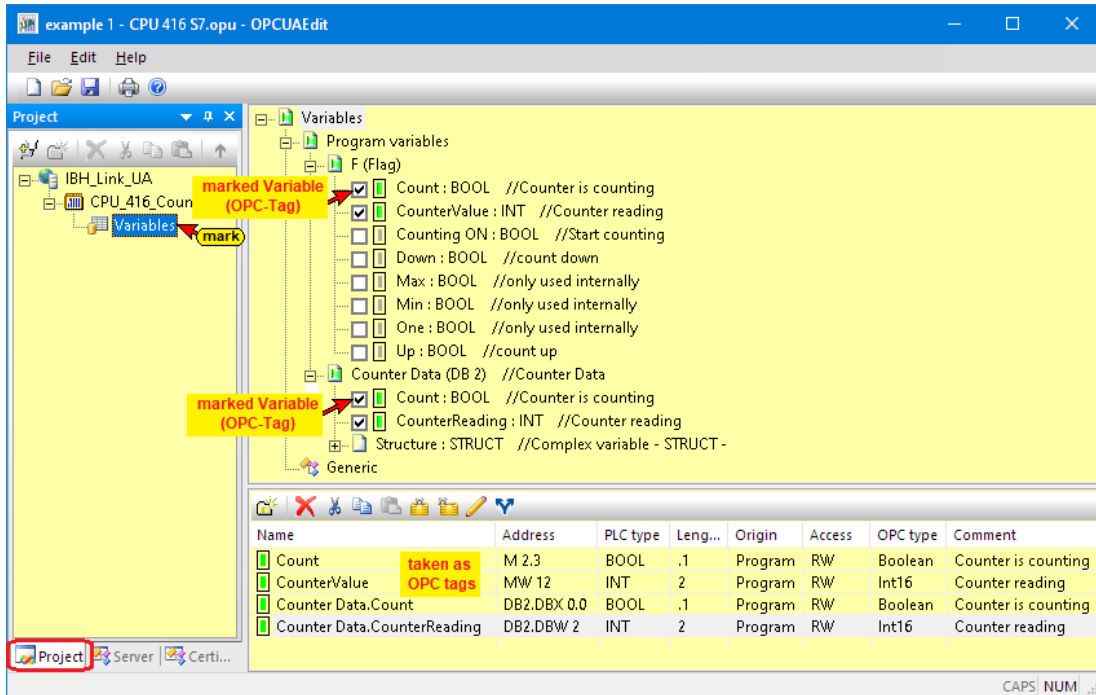 example 1 - CPU 416 S7.opu - OPCUAEdit
File Edit Help
Project
IBH_Link_UA
CPU_416_Coun
Variables
mark
marked Variable
(OPC-Tag)
marked Variable
(OPC-Tag)
Variables
Program variables
F (Flag)
Count : BOOL //Counter is counting
CounterValue : INT //Counter reading
Counting ON : BOOL //Start counting
Down : BOOL //count down
Max : BOOL //only used internally
Min : BOOL //only used internally
One : BOOL //only used internally
Up : BOOL //count up
Counter Data (DB 2) //Counter Data
Count : BOOL //Counter is counting
CounterReading : INT //Counter reading
Structure : STRUCT //Complex variable - STRUCT -
Generic
Name Address PLC type Leng... Origin Access OPC type Comment
Count M 2.3 BOOL .1 Program RW Boolean Counter is counting
CounterValue MW 12 INT 2 Program RW Int16 Counter reading
Counter Data.Count DB2.DBX 0.0 BOOL .1 Program RW Boolean Counter is counting
Counter Data.CounterReading DB2.DBW 2 INT 2 Program RW Int16 Counter reading
taken as
OPC tags
Project Server Certi...
CAPS NUM